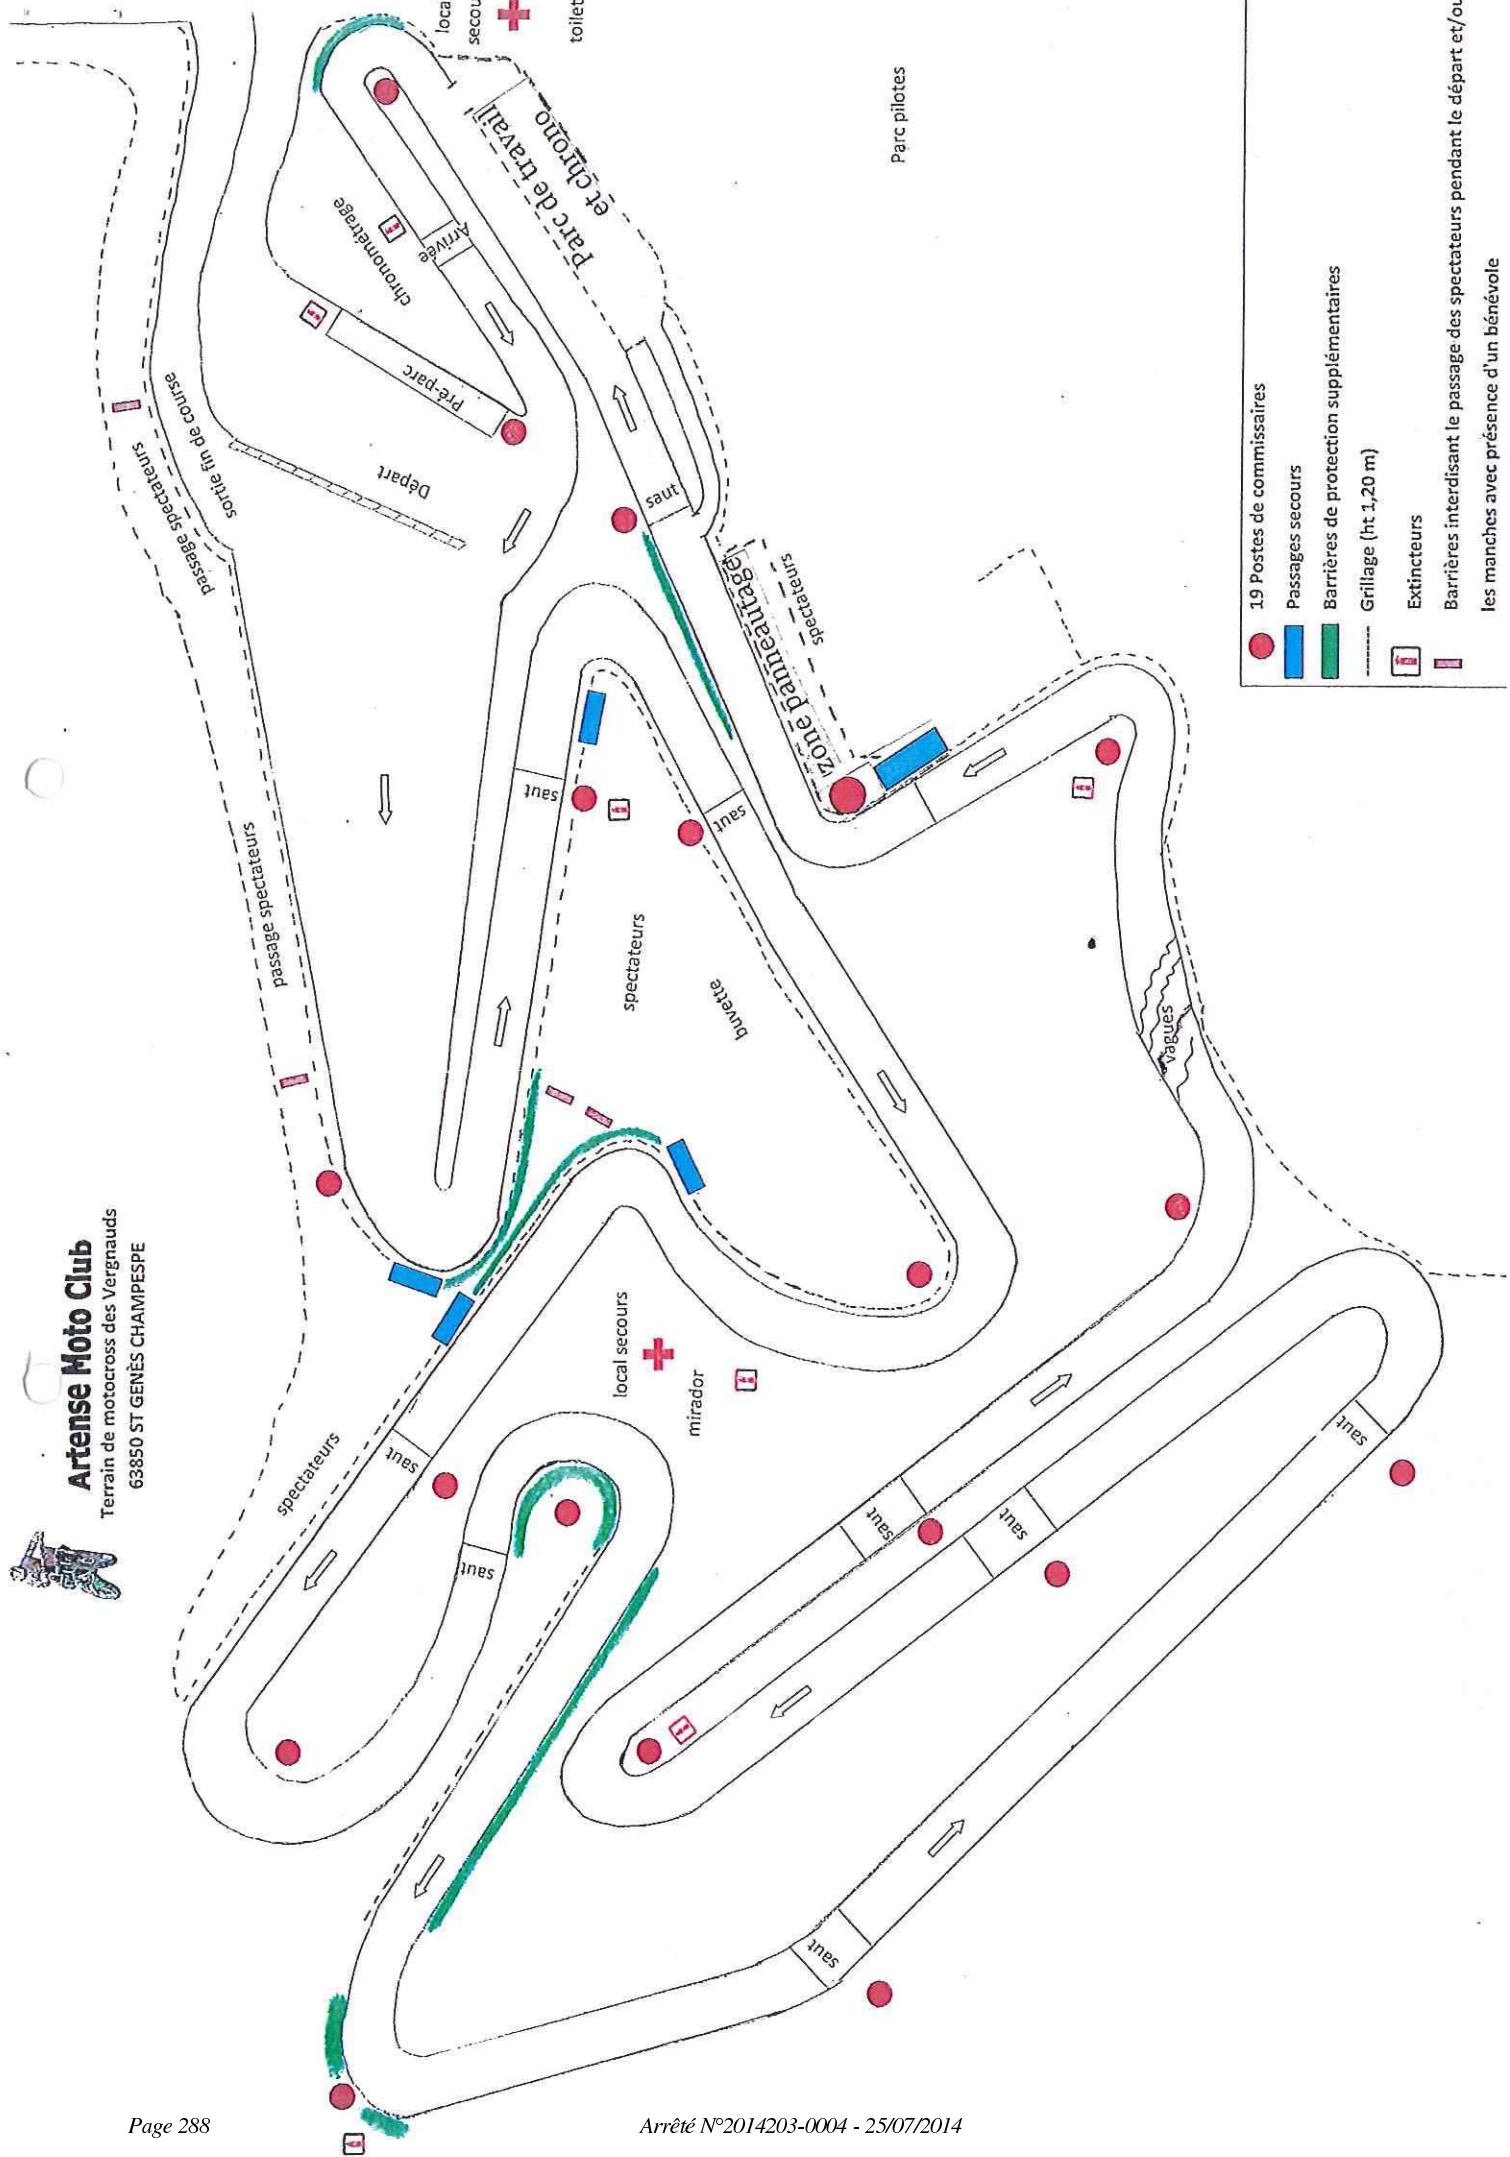 Artense Moto Club
Terrain de motocross des Vergnauds
63850 ST GENÈS CHAMPESPE
toilet
Parc de travail
et chrono
Parc pilotes
chronométrage
Arrivée
Pré-parc
Départ
sortie fin de course
passage spectateurs
saut
zone panneautage
spectateurs
passage spectateurs
saut
saut
spectateurs
buvette
vagues
local secours
mirador
spectateurs
saut
saut
saut
saut
saut
saut
19 Postes de commissaires
Passages secours
Barrières de protection supplémentaires
Grillage (ht 1,20 m)
Extincteurs
Barrières interdisant le passage des spectateurs pendant le départ et/ou
les manches avec présence d'un bénévole
Page 288
Arrêté N°2014203-0004 - 25/07/2014